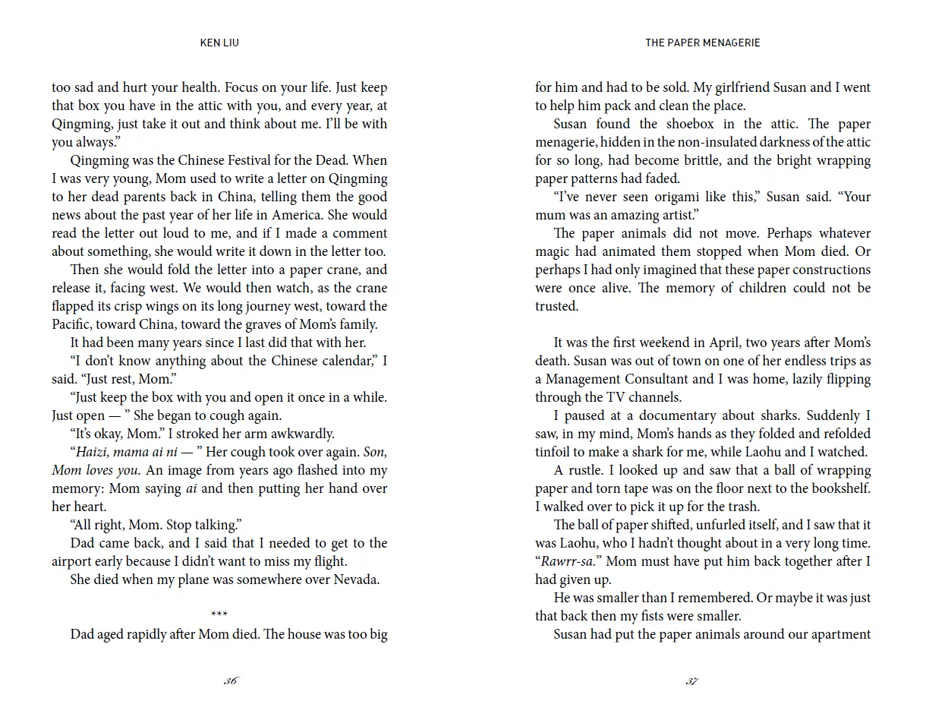 KEN LIU
too sad and hurt your health. Focus on your life. Just keep
that box you have in the attic with you, and every year, at
Qingming, just take it out and think about me. I’ll be with
you always.”
Qingming was the Chinese Festival for the Dead. When
I was very young, Mom used to write a letter on Qingming
to her dead parents back in China, telling them the good
news about the past year of her life in America. She would
read the letter out loud to me, and if I made a comment
about something, she would write it down in the letter too.
Then she would fold the letter into a paper crane, and
release it, facing west. We would then watch, as the crane
flapped its crisp wings on its long journey west, toward the
Pacific, toward China, toward the graves of Mom’s family.
It had been many years since I last did that with her.
“I don’t know anything about the Chinese calendar,” I
said. “Just rest, Mom.”
“Just keep the box with you and open it once in a while.
Just open — ” She began to cough again.
“It’s okay, Mom.” I stroked her arm awkwardly.
“Haizi, mama ai ni — ” Her cough took over again. Son,
Mom loves you. An image from years ago flashed into my
memory: Mom saying ai and then putting her hand over
her heart.
“All right, Mom. Stop talking.”
Dad came back, and I said that I needed to get to the
airport early because I didn’t want to miss my flight.
She died when my plane was somewhere over Nevada.
***
Dad aged rapidly after Mom died. The house was too big
36
THE PAPER MENAGERIE
for him and had to be sold. My girlfriend Susan and I went
to help him pack and clean the place.
Susan found the shoebox in the attic. The paper
menagerie, hidden in the non-insulated darkness of the attic
for so long, had become brittle, and the bright wrapping
paper patterns had faded.
“I’ve never seen origami like this,” Susan said. “Your
mum was an amazing artist.”
The paper animals did not move. Perhaps whatever
magic had animated them stopped when Mom died. Or
perhaps I had only imagined that these paper constructions
were once alive. The memory of children could not be
trusted.
It was the first weekend in April, two years after Mom’s
death. Susan was out of town on one of her endless trips as
a Management Consultant and I was home, lazily flipping
through the TV channels.
I paused at a documentary about sharks. Suddenly I
saw, in my mind, Mom’s hands as they folded and refolded
tinfoil to make a shark for me, while Laohu and I watched.
A rustle. I looked up and saw that a ball of wrapping
paper and torn tape was on the floor next to the bookshelf.
I walked over to pick it up for the trash.
The ball of paper shifted, unfurled itself, and I saw that it
was Laohu, who I hadn’t thought about in a very long time.
“Rawrr-sa.” Mom must have put him back together after I
had given up.
He was smaller than I remembered. Or maybe it was just
that back then my fists were smaller.
Susan had put the paper animals around our apartment
37